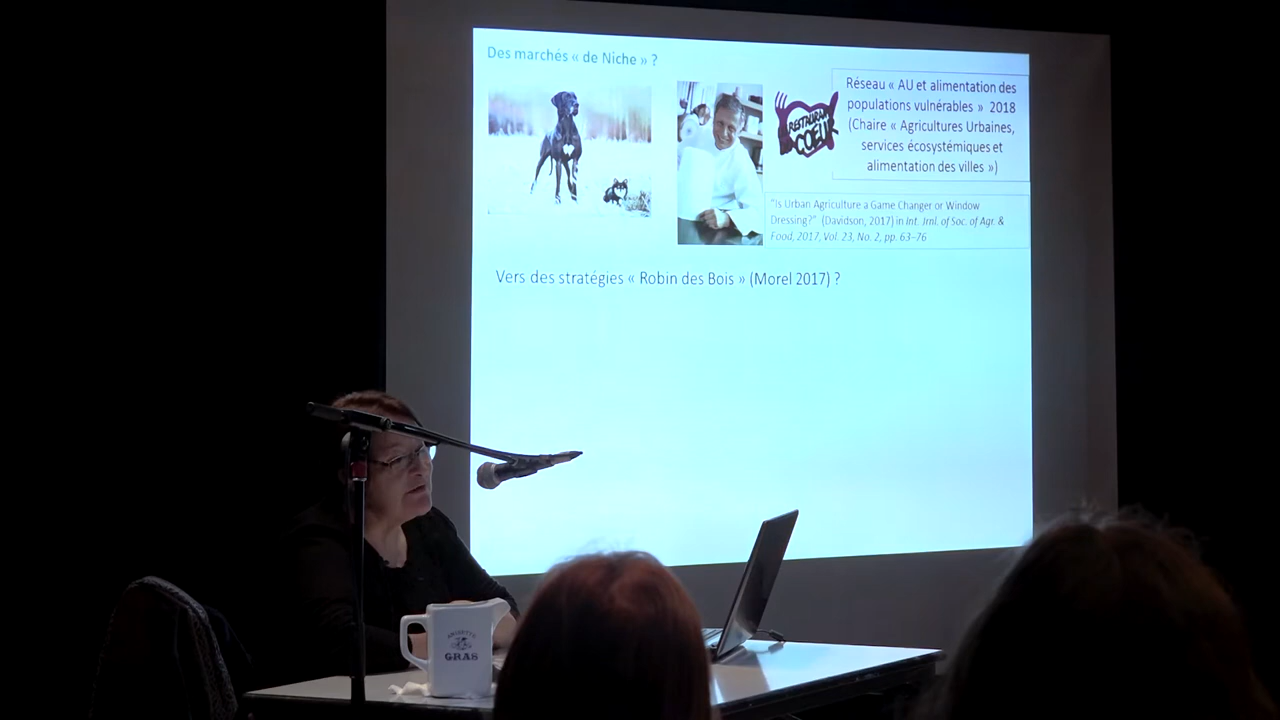 Des marchés « de Niche » ?
RESTAURANT
DU COEUR
Réseau « AU et alimentation des
populations vulnérables » 2018
(Chaire « Agricultures Urbaines,
services écosystémiques et
alimentation des villes »)
"Is Urban Agriculture a Game Changer or Window
Dressing?" (Davidson, 2017) in Int. Jrnl. of Soc. of Agr. &
Food, 2017, Vol. 23, No. 2, pp. 63–76
Vers des stratégies « Robin des Bois » (Morel 2017) ?
GRAS